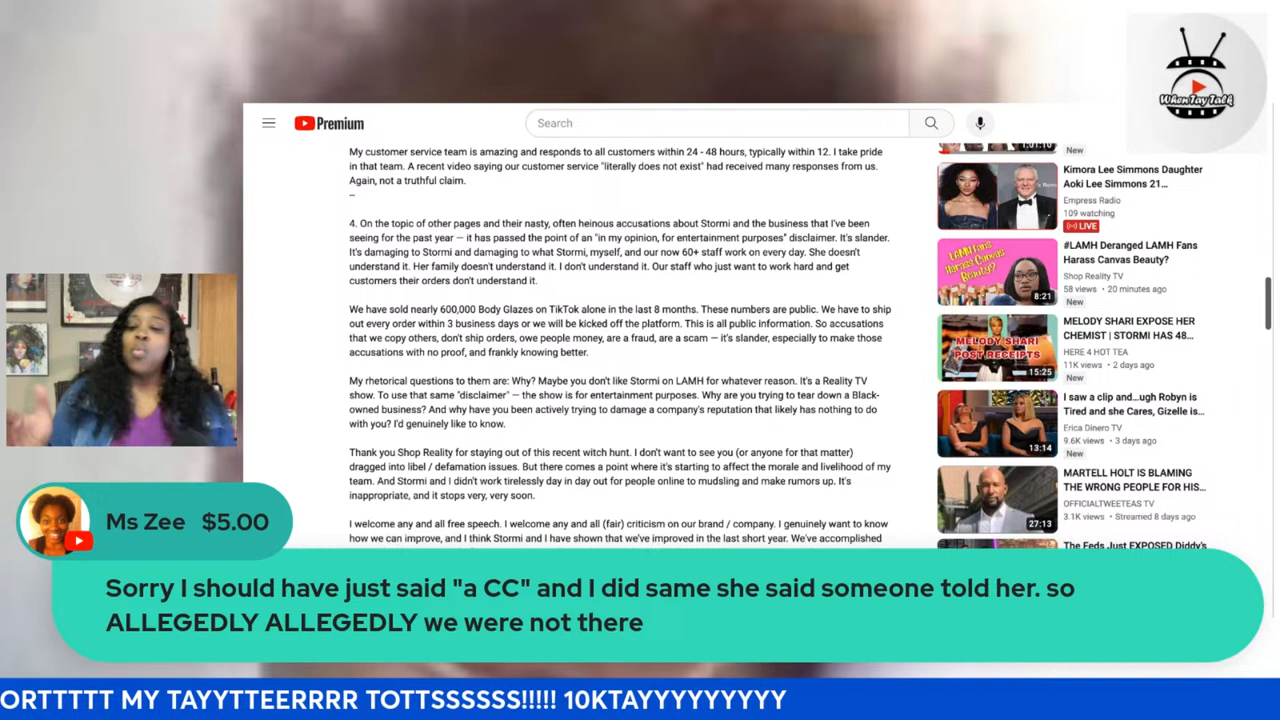 WhenTayTalk
Premium
Search
My customer service team is amazing and responds to all customers within 24 - 48 hours, typically within 12. I take pride
in that team. A recent video saying our customer service "literally does not exist" had received many responses from us.
Again, not a truthful claim.
–
4. On the topic of other pages and their nasty, often heinous accusations about Stormi and the business that I've been
seeing for the past year — it has passed the point of an "in my opinion, for entertainment purposes" disclaimer. It's slander.
It's damaging to Stormi and damaging to what Stormi, myself, and our now 60+ staff work on every day. She doesn't
understand it. Her family doesn't understand it. I don't understand it. Our staff who just want to work hard and get
customers their orders don't understand it.
We have sold nearly 600,000 Body Glazes on TikTok alone in the last 8 months. These numbers are public. We have to ship
out every order within 3 business days or we will be kicked off the platform. This is all public information. So accusations
that we copy others, don't ship orders, owe people money, are a fraud, are a scam — it's slander, especially to make those
accusations with no proof, and frankly knowing better.
My rhetorical questions to them are: Why? Maybe you don't like Stormi on LAMH for whatever reason. It's a Reality TV
show. To use that same "disclaimer" — the show is for entertainment purposes. Why are you trying to tear down a Black-
owned business? And why have you been actively trying to damage a company's reputation that likely has nothing to do
with you? I'd genuinely like to know.
Thank you Shop Reality for staying out of this recent witch hunt. I don't want to see you (or anyone for that matter)
dragged into libel / defamation issues. But there comes a point where it's starting to affect the morale and livelihood of my
team. And Stormi and I didn't work tirelessly day in day out for people online to mudsling and make rumors up. It's
inappropriate, and it stops very, very soon.
I welcome any and all free speech. I welcome any and all (fair) criticism on our brand / company. I genuinely want to know
how we can improve, and I think Stormi and I have shown that we've improved in the last short year. We've accomplished
New
Kimora Lee Simmons Daughter
Aoki Lee Simmons 21...
Empress Radio
109 watching
LIVE
LAMH Fans
Harass Canvas
Beauty?
8:21
#LAMH Deranged LAMH Fans
Harass Canvas Beauty?
Shop Reality TV
58 views • 20 minutes ago
New
MELODY SHARI
POST RECEIPTS
15:25
MELODY SHARI EXPOSE HER
CHEMIST | STORMI HAS 48...
HERE 4 HOT TEA
11K views • 2 days ago
New
13:14
I saw a clip and...ugh Robyn is
Tired and she Cares, Gizelle is...
Erica Dinero TV
9.6K views • 3 days ago
New
27:13
MARTELL HOLT IS BLAMING
THE WRONG PEOPLE FOR HIS...
OFFICIALTWEETEAS TV
3.1K views • Streamed 8 days ago
The Feds Just EXPOSED Diddy's
Ms Zee $5.00
Sorry I should have just said "a CC" and I did same she said someone told her. so
ALLEGEDLY ALLEGEDLY we were not there
ORTTTTT MY TAYYTTEERRRR TOTTSSSSSS!!!!! 10KTAYYYYYYYYY